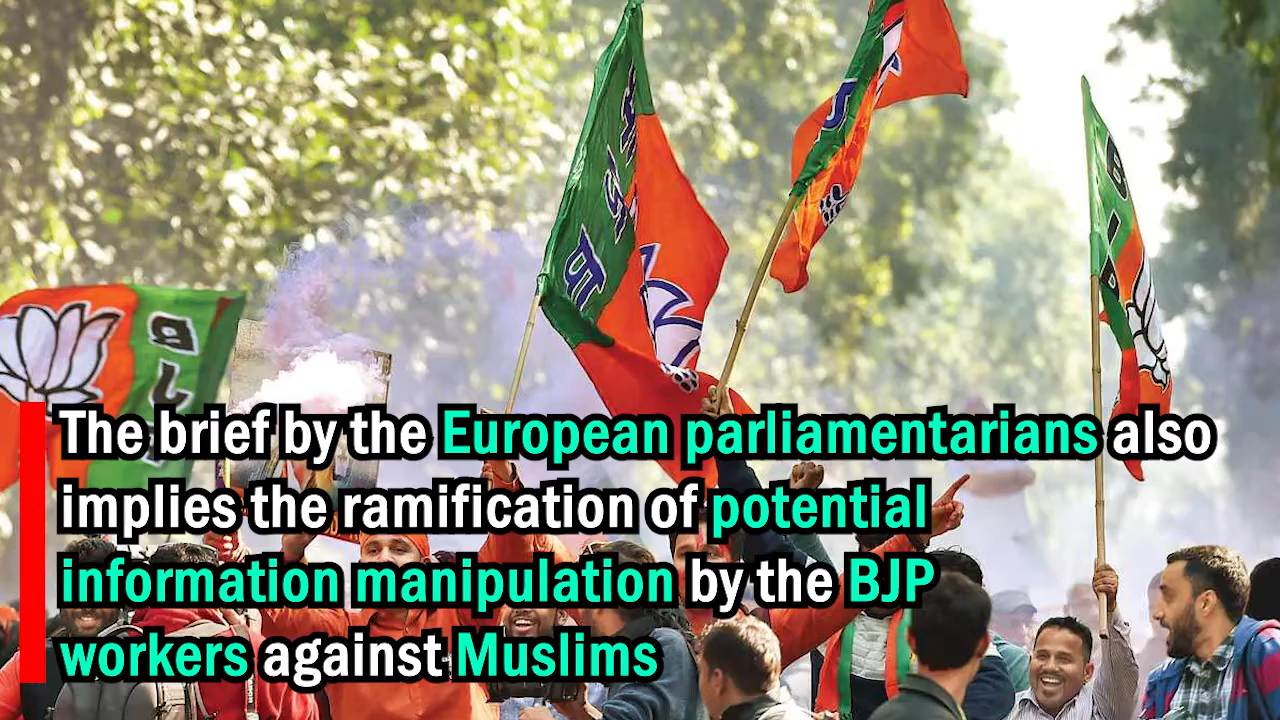 भाजपा
The brief by the European parliamentarians also
implies the ramification of potential
information manipulation by the BJP
workers against Muslims